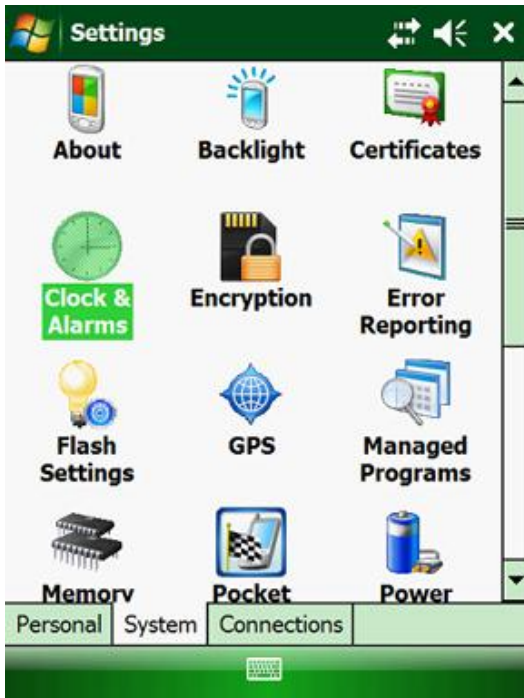 Settings
About
Backlight
Certificates
Clock &
Alarms
Encryption
Error
Reporting
Flash
Settings
GPS
Managed
Programs
Memory
Pocket
Power
Personal
System
Connections